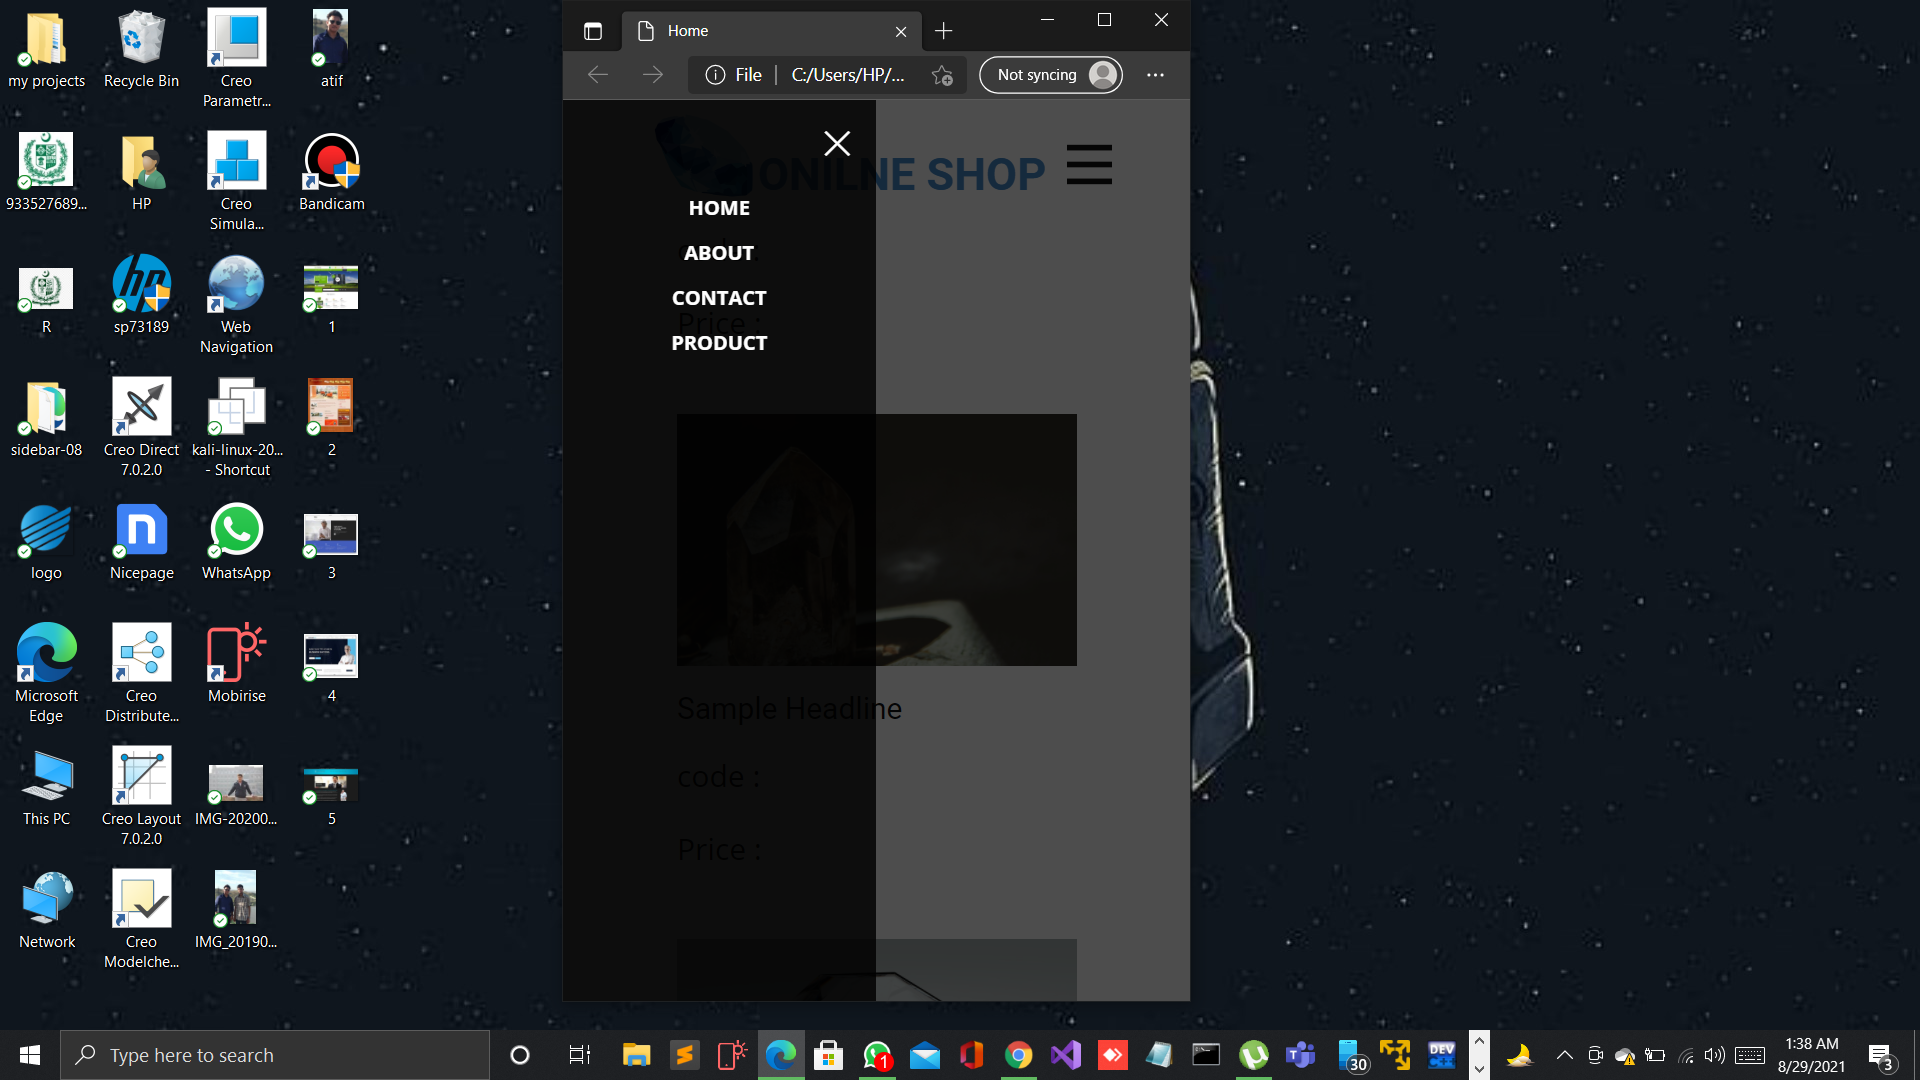 my projects
Recycle Bin
Creo
Parametr...
atif
933527689...
HP
Creo
Simula...
Bandicam
R
sp73189
Web
Navigation
1
sidebar-08
Creo Direct
7.0.2.0
kali-linux-20...
- Shortcut
2
logo
Nicepage
WhatsApp
3
Microsoft
Edge
Creo
Distribute...
Mobirise
4
This PC
Creo Layout
7.0.2.0
IMG-20200...
5
Network
Creo
Modelche...
IMG_20190...
Home
File
C:/Users/HP/...
Not syncing
ONILNE SHOP
HOME
ABOUT
CONTACT
Price :
PRODUCT
Sample Headline
code :
Price :
Type here to search
1
30
DEV
1:38 AM
8/29/2021
3